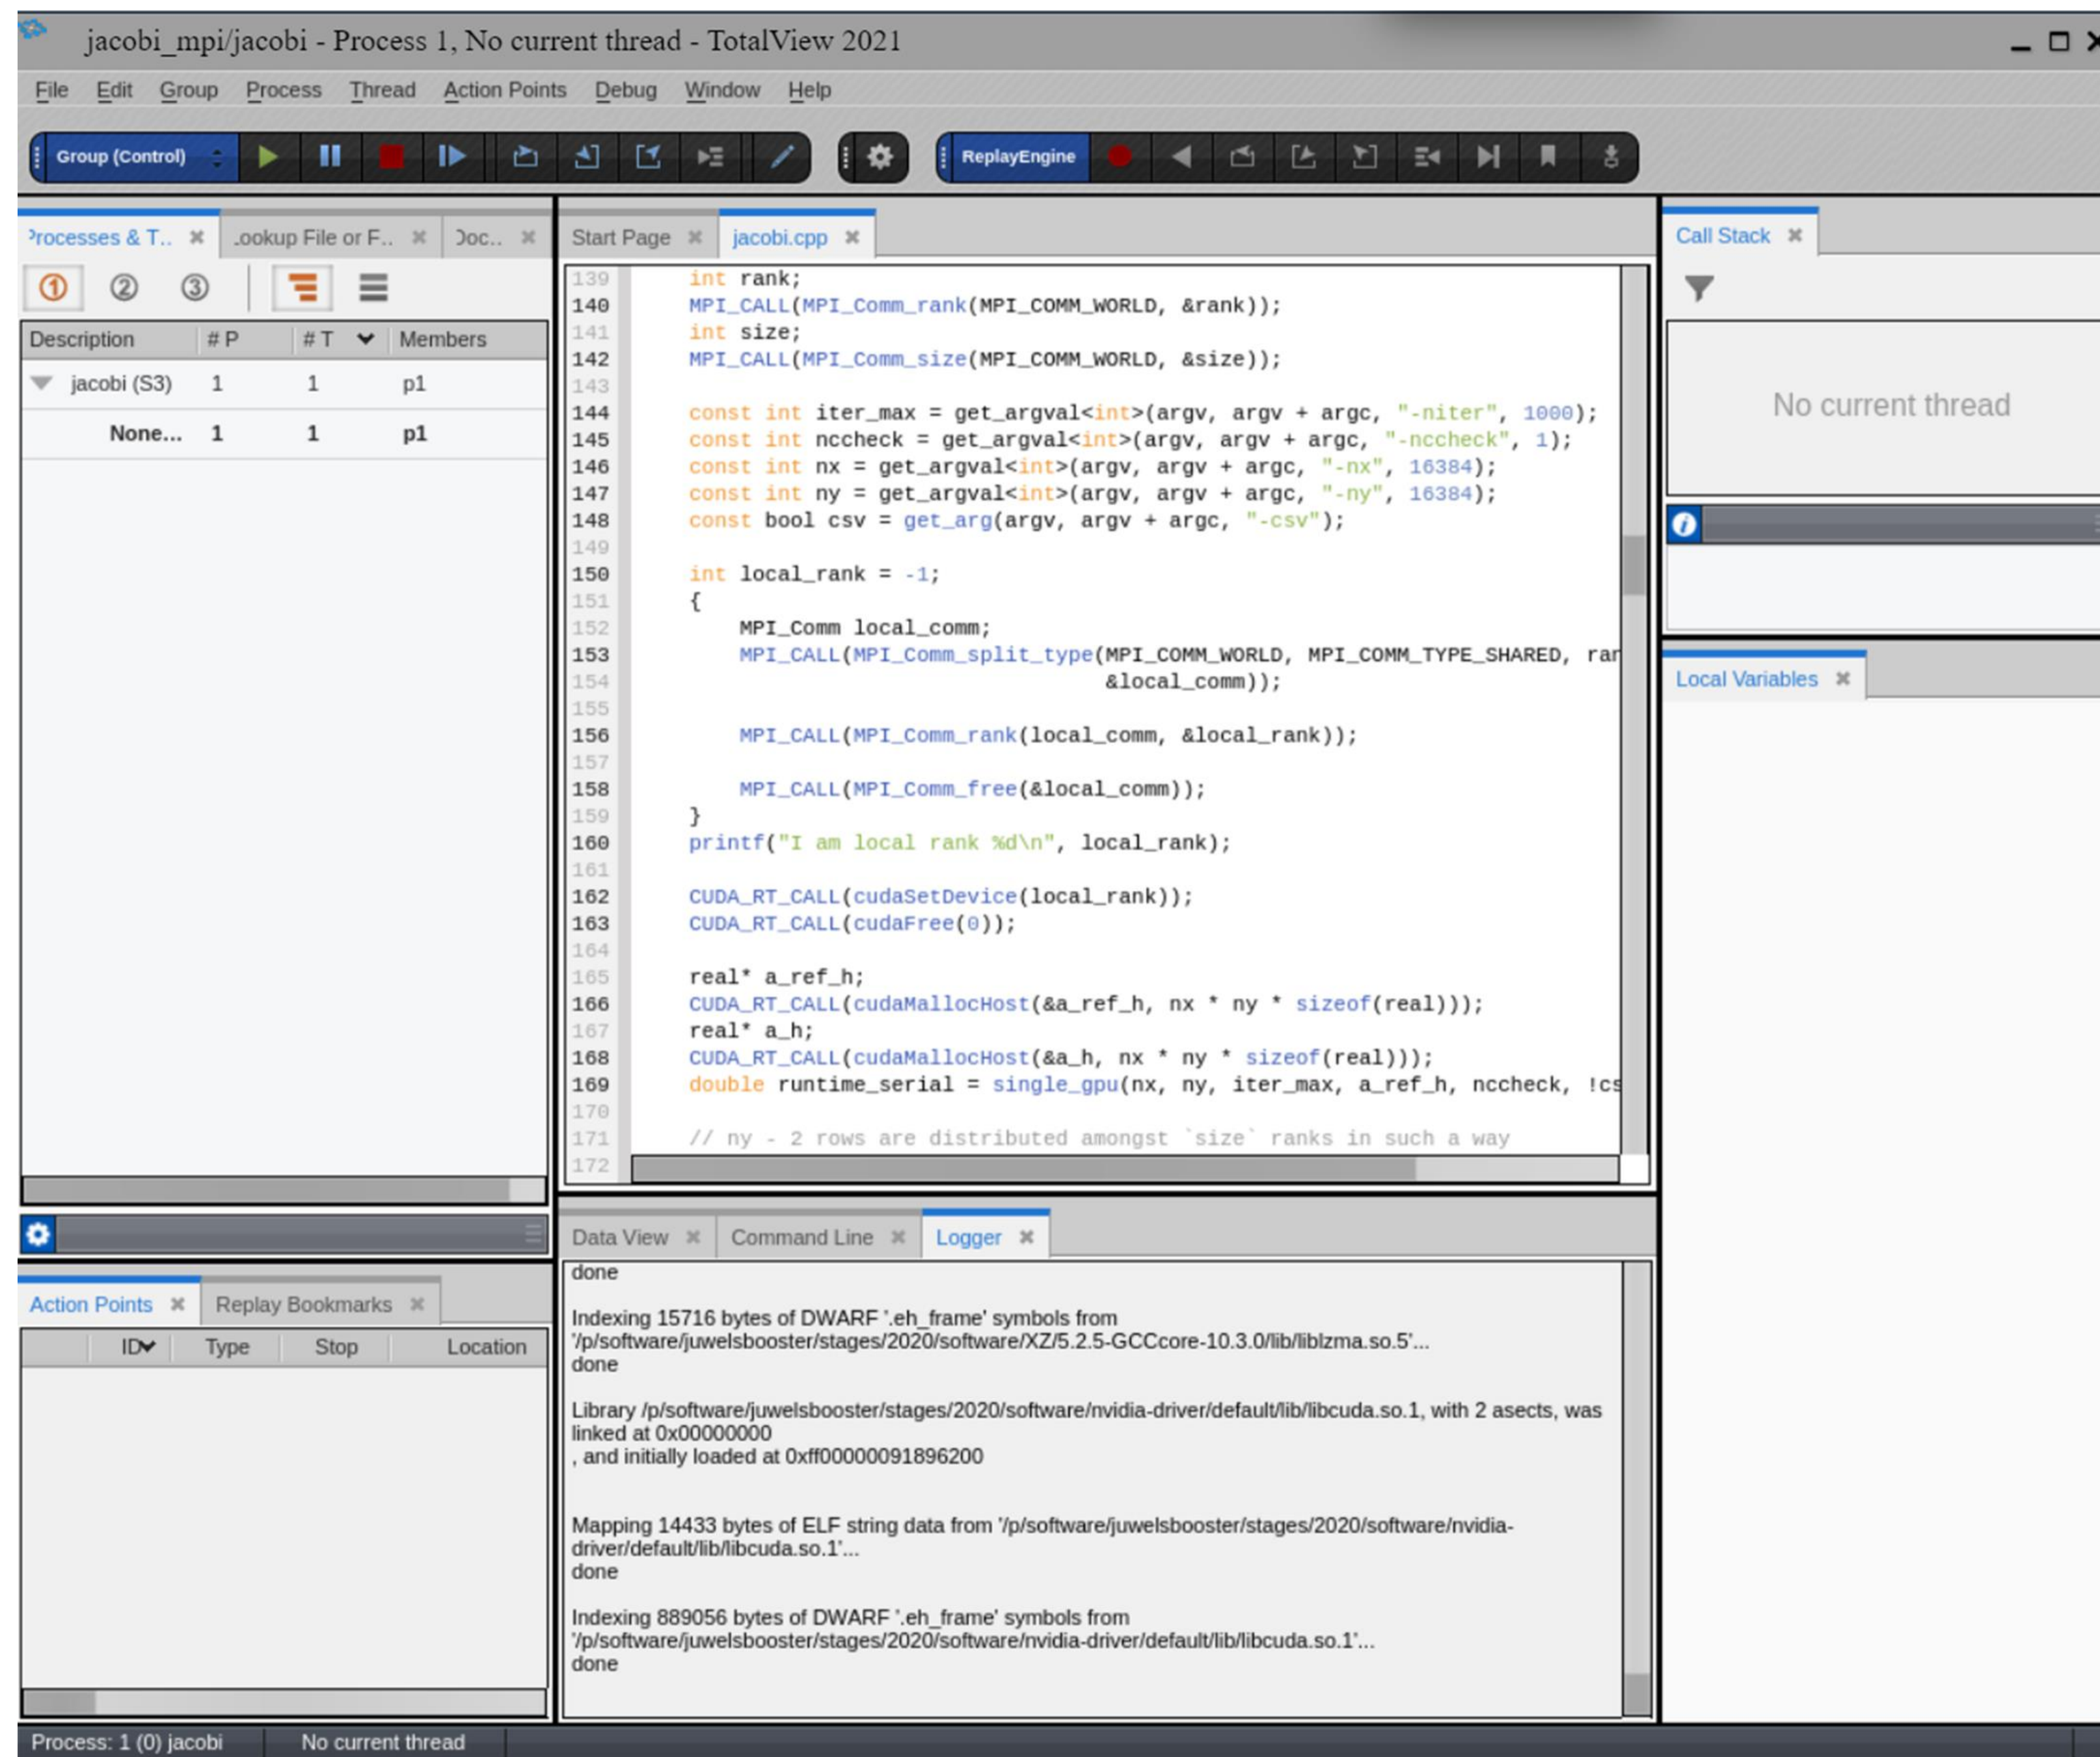 jacobi_mpi/jacobi - Process 1, No current thread - TotalView 2021
File Edit Group Process Thread Action Points Debug Window Help
Group (Control) ReplayEngine
Processes & T.. Lookup File or F.. Doc..
1 2 3
Description # P # T Members
jacobi (S3) 1 1 p1
None... 1 1 p1
Action Points Replay Bookmarks
ID Type Stop Location
Start Page jacobi.cpp
139 int rank;
140 MPI_CALL(MPI_Comm_rank(MPI_COMM_WORLD, &rank));
141 int size;
142 MPI_CALL(MPI_Comm_size(MPI_COMM_WORLD, &size));
143
144 const int iter_max = get_argval<int>(argv, argv + argc, "-niter", 1000);
145 const int nccheck = get_argval<int>(argv, argv + argc, "-nccheck", 1);
146 const int nx = get_argval<int>(argv, argv + argc, "-nx", 16384);
147 const int ny = get_argval<int>(argv, argv + argc, "-ny", 16384);
148 const bool csv = get_arg(argv, argv + argc, "-csv");
149
150 int local_rank = -1;
151 {
152 MPI_Comm local_comm;
153 MPI_CALL(MPI_Comm_split_type(MPI_COMM_WORLD, MPI_COMM_TYPE_SHARED, ran
154 &local_comm));
155
156 MPI_CALL(MPI_Comm_rank(local_comm, &local_rank));
157
158 MPI_CALL(MPI_Comm_free(&local_comm));
159 }
160 printf("I am local rank %d\n", local_rank);
161
162 CUDA_RT_CALL(cudaSetDevice(local_rank));
163 CUDA_RT_CALL(cudaFree(0));
164
165 real* a_ref_h;
166 CUDA_RT_CALL(cudaMallocHost(&a_ref_h, nx * ny * sizeof(real)));
167 real* a_h;
168 CUDA_RT_CALL(cudaMallocHost(&a_h, nx * ny * sizeof(real)));
169 double runtime_serial = single_gpu(nx, ny, iter_max, a_ref_h, nccheck, !cs
170
171 // ny - 2 rows are distributed amongst `size` ranks in such a way
172
Data View Command Line Logger
done
Indexing 15716 bytes of DWARF '.eh_frame' symbols from
'/p/software/juwelsbooster/stages/2020/software/XZ/5.2.5-GCCcore-10.3.0/lib/liblzma.so.5'...
done
Library /p/software/juwelsbooster/stages/2020/software/nvidia-driver/default/lib/libcuda.so.1, with 2 asects, was
linked at 0x00000000
, and initially loaded at 0xff00000091896200
Mapping 14433 bytes of ELF string data from '/p/software/juwelsbooster/stages/2020/software/nvidia-
driver/default/lib/libcuda.so.1'...
done
Indexing 889056 bytes of DWARF '.eh_frame' symbols from
'/p/software/juwelsbooster/stages/2020/software/nvidia-driver/default/lib/libcuda.so.1'...
done
Call Stack
No current thread
Local Variables
Process: 1 (0) jacobi No current thread